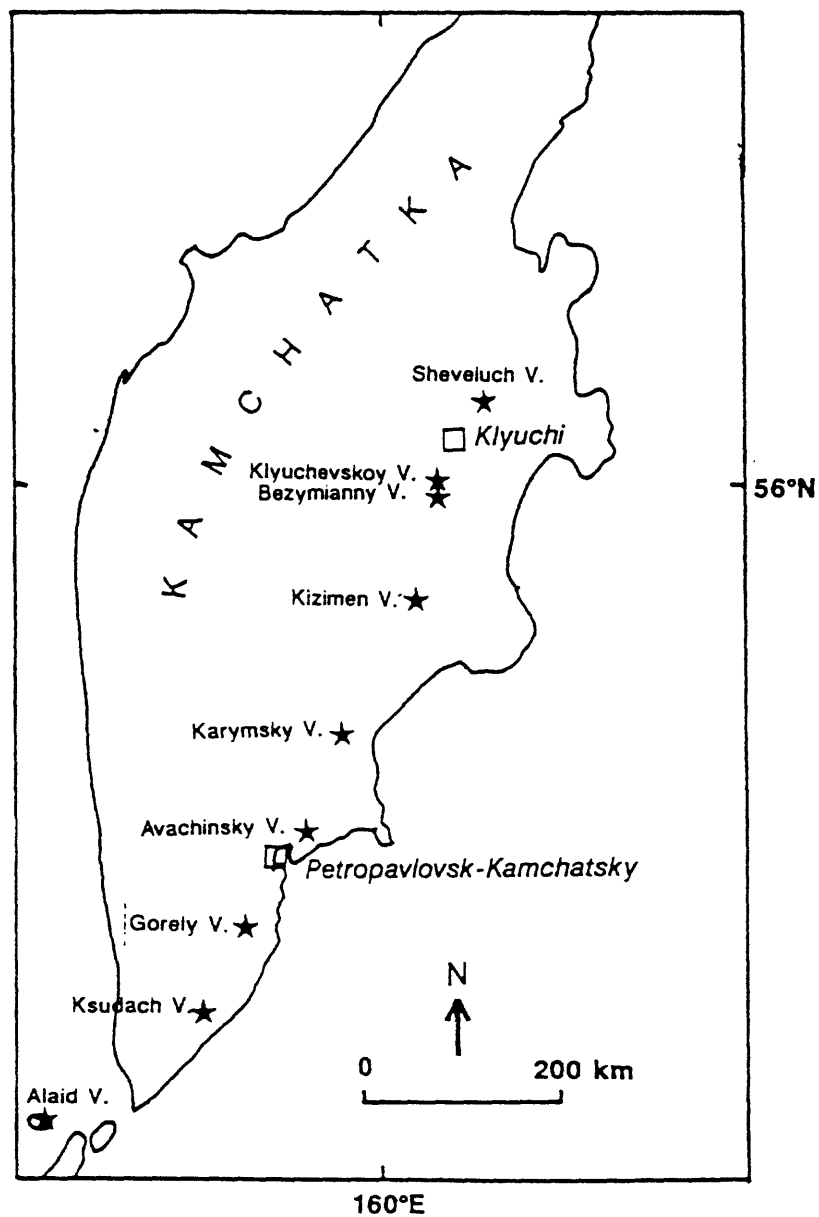 KAMCHATKA
Sheveluch V.
Klyuchi
Klyuchevskoy V.
Bezymianny V.
56°N
Kizimen V.
Karymsky V.
Avachinsky V.
Petropavlovsk-Kamchatsky
Gorely V.
N
Ksudach V.
0 200 km
Alaid V.
160°E